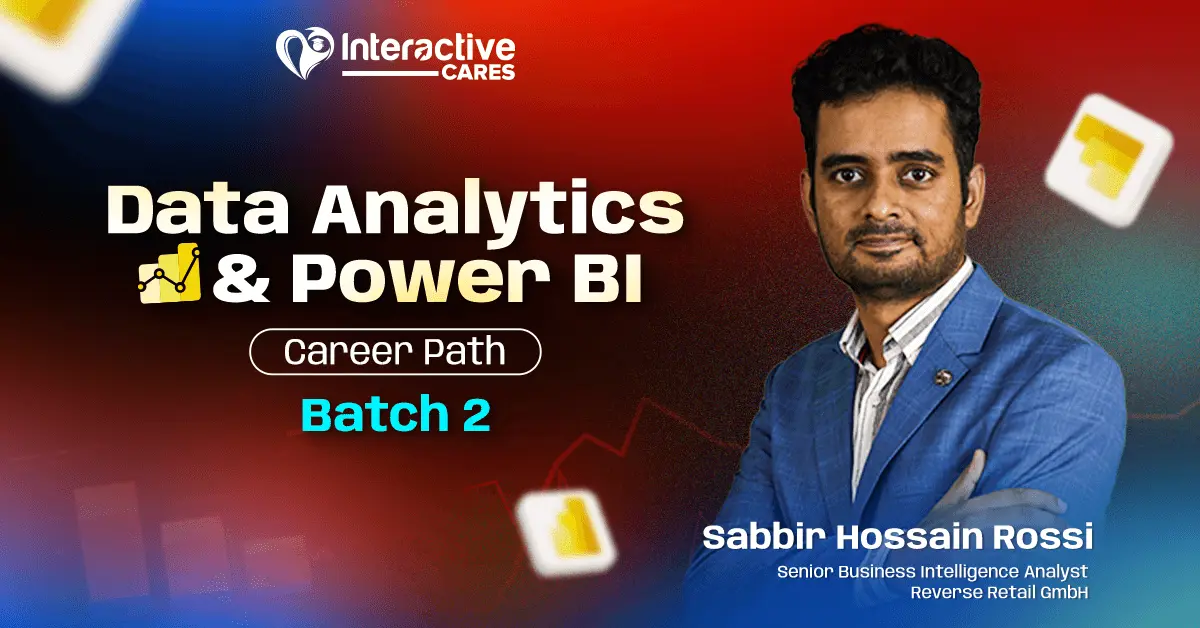 Interactive
CARES
Data Analytics
& Power BI
Career Path
Batch 2
Sabbir Hossain Rossi
Senior Business Intelligence Analyst
Reverse Retail GmbH